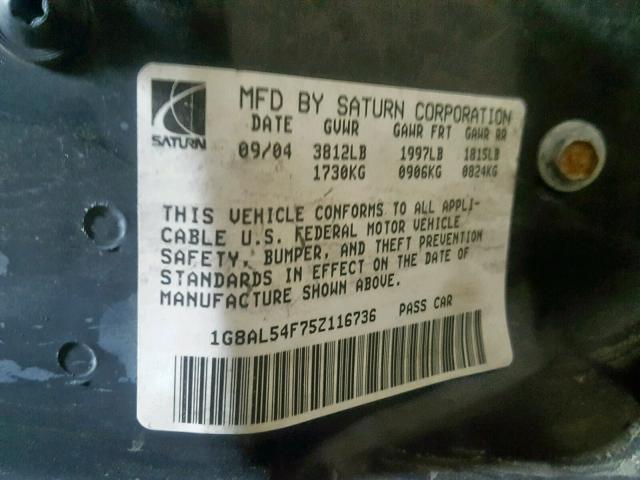 MFD BY SATURN CORPORATION
SATURN
DATE GVWR GAWR FRT GAWR RR
09/04 3812LB 1997LB 1815LB
1730KG 0906KG 0824KG
THIS VEHICLE CONFORMS TO ALL APPLI-
CABLE U.S. FEDERAL MOTOR VEHICLE
SAFETY, BUMPER, AND THEFT PREVENTION
STANDARDS IN EFFECT ON THE DATE OF
MANUFACTURE SHOWN ABOVE.
1G8AL54F75Z116736 PASS CAR